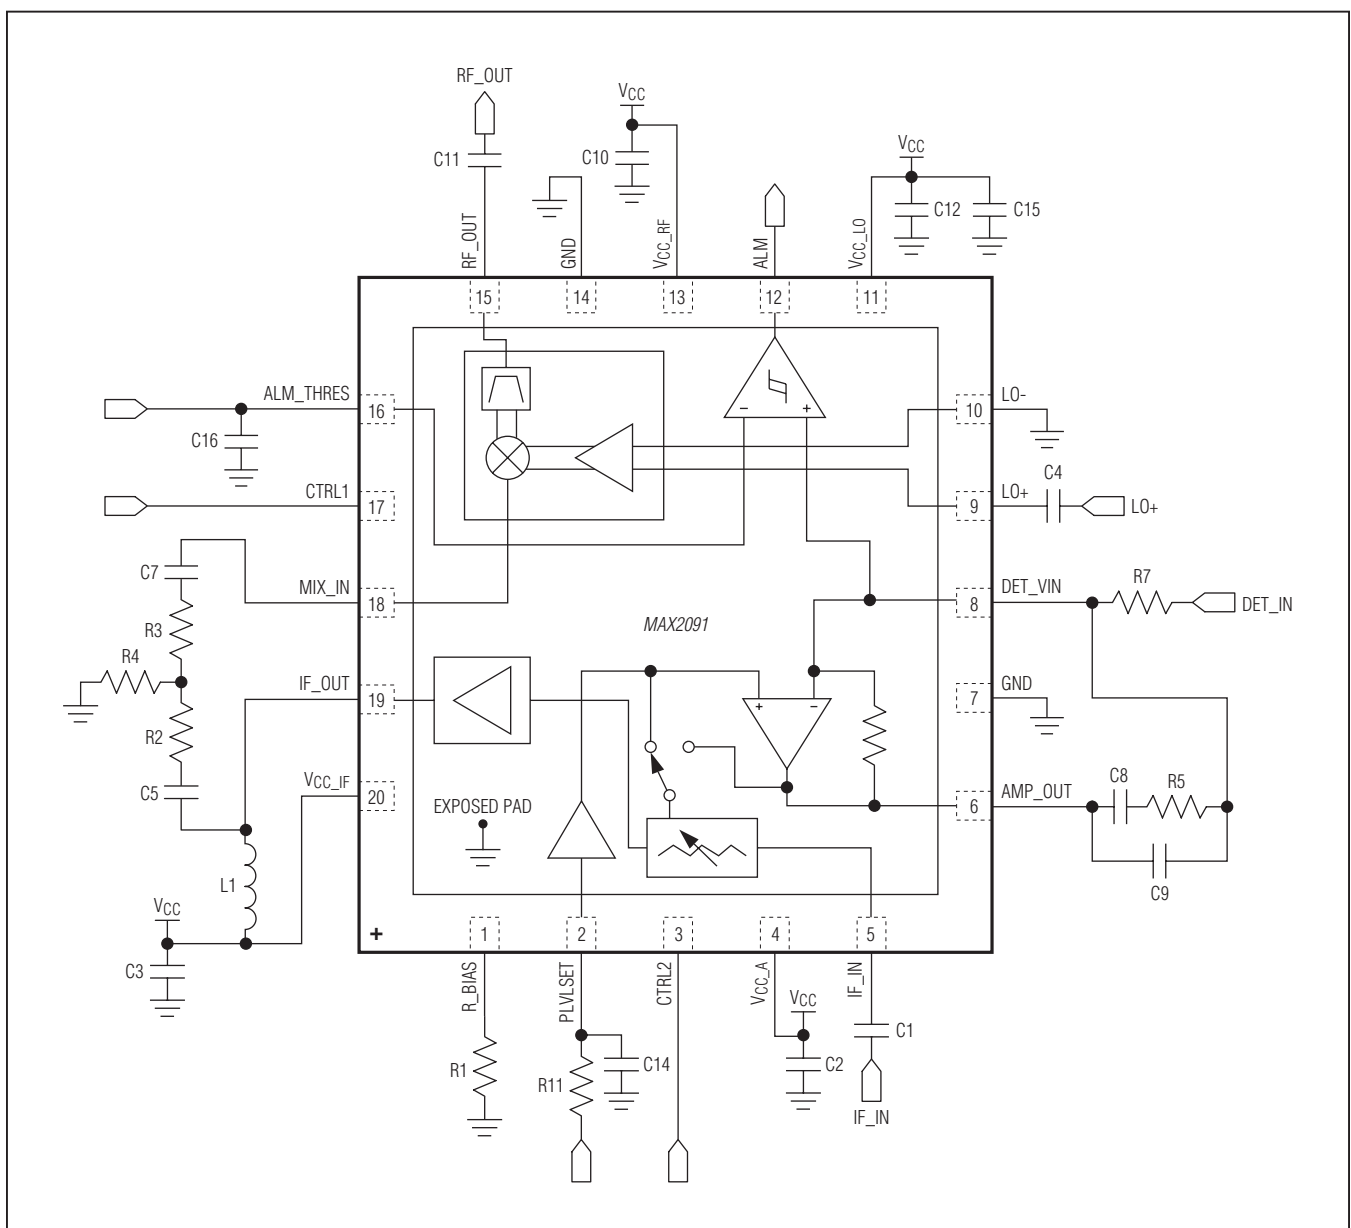 RF_OUT
VCC
C11
C10
VCC
C12
C15
RF_OUT
GND
VCC_RF
ALM
VCC_LO
15
14
13
12
11
ALM_THRES
16
C16
- +
10
LO-
CTRL1
17
9
LO+
C4
LO+
C7
MIX_IN
18
8
DET_VIN
R7
DET_IN
R3
MAX2091
R4
IF_OUT
19
+ -
7
GND
R2
C5
VCC_IF
20
EXPOSED PAD
6
AMP_OUT
C8
R5
C9
L1
VCC
C3
+
1
2
3
4
5
R_BIAS
PLVLSET
CTRL2
VCC_A
IF_IN
VCC
R1
R11
C14
C2
C1
IF_IN